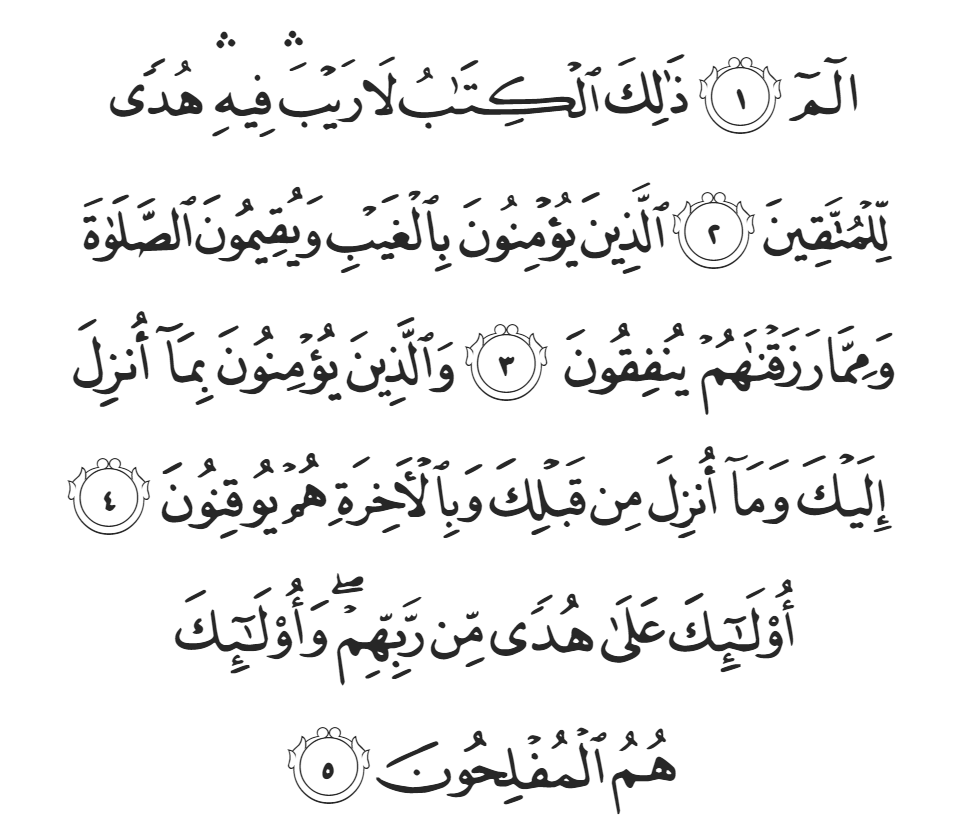 الٓمٓ ١ ذَٰلِكَ ٱلْكِتَٰبُ لَا رَيْبَ ۛ فِيهِ ۛ هُدًى
لِّلْمُتَّقِينَ ٢ ٱلَّذِينَ يُؤْمِنُونَ بِٱلْغَيْبِ وَيُقِيمُونَ ٱلصَّلَوٰةَ
وَمِمَّا رَزَقْنَٰهُمْ يُنفِقُونَ ٣ وَٱلَّذِينَ يُؤْمِنُونَ بِمَآ أُنزِلَ
إِلَيْكَ وَمَآ أُنزِلَ مِن قَبْلِكَ وَبِٱلْأَخِرَةِ هُمْ يُوقِنُونَ ٤
أُوْلَٰٓئِكَ عَلَىٰ هُدًى مِّن رَّبِّهِمْ ۖ وَأُوْلَٰٓئِكَ
هُمُ ٱلْمُفْلِحُونَ ٥